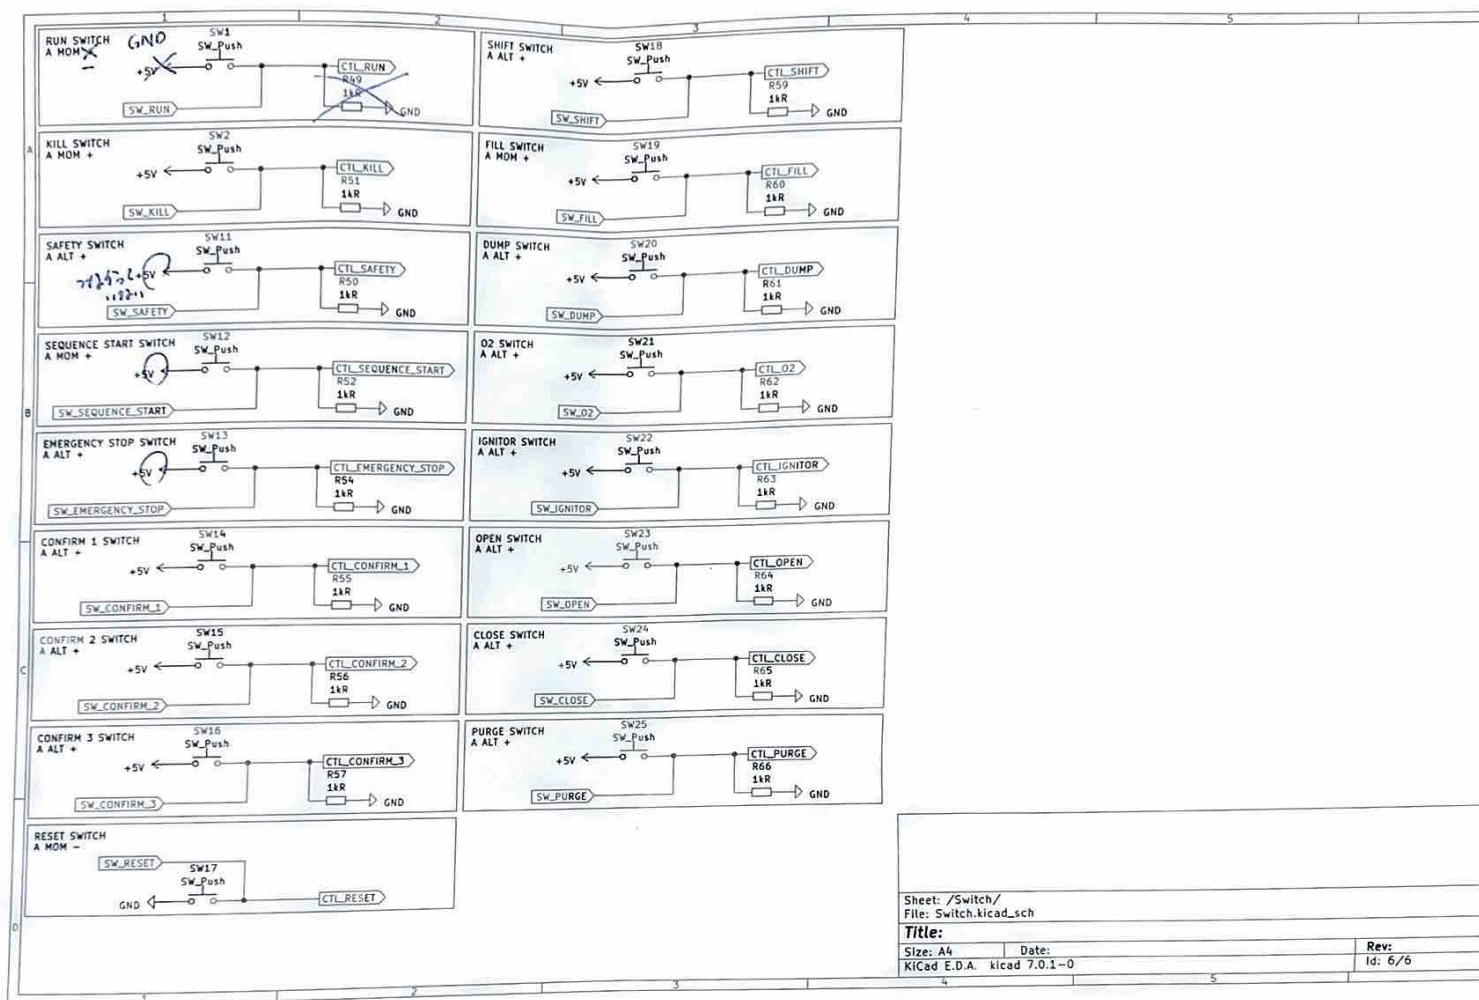 1 2 3 4 5
A
B
C
D
RUN SWITCH
A MOM +
-
GND
SW1
SW_Push
+5V
CTL_RUN
R49
1kR
GND
SW_RUN
KILL SWITCH
A MOM +
SW2
SW_Push
+5V
CTL_KILL
R51
1kR
GND
SW_KILL
SAFETY SWITCH
A ALT +
SW11
SW_Push
+5V
CTL_SAFETY
R50
1kR
GND
SW_SAFETY
SEQUENCE START SWITCH
A MOM +
SW12
SW_Push
+5V
CTL_SEQUENCE_START
R52
1kR
GND
SW_SEQUENCE_START
EMERGENCY STOP SWITCH
A ALT +
SW13
SW_Push
+5V
CTL_EMERGENCY_STOP
R54
1kR
GND
SW_EMERGENCY_STOP
CONFIRM 1 SWITCH
A ALT +
SW14
SW_Push
+5V
CTL_CONFIRM_1
R55
1kR
GND
SW_CONFIRM_1
CONFIRM 2 SWITCH
A ALT +
SW15
SW_Push
+5V
CTL_CONFIRM_2
R56
1kR
GND
SW_CONFIRM_2
CONFIRM 3 SWITCH
A ALT +
SW16
SW_Push
+5V
CTL_CONFIRM_3
R57
1kR
GND
SW_CONFIRM_3
RESET SWITCH
A MOM -
SW_RESET
SW17
SW_Push
GND
CTL_RESET
SHIFT SWITCH
A ALT +
SW18
SW_Push
+5V
CTL_SHIFT
R59
1kR
GND
SW_SHIFT
FILL SWITCH
A MOM +
SW19
SW_Push
+5V
CTL_FILL
R60
1kR
GND
SW_FILL
DUMP SWITCH
A ALT +
SW20
SW_Push
+5V
CTL_DUMP
R61
1kR
GND
SW_DUMP
O2 SWITCH
A ALT +
SW21
SW_Push
+5V
CTL_O2
R62
1kR
GND
SW_O2
IGNITOR SWITCH
A ALT +
SW22
SW_Push
+5V
CTL_IGNITOR
R63
1kR
GND
SW_IGNITOR
OPEN SWITCH
A ALT +
SW23
SW_Push
+5V
CTL_OPEN
R64
1kR
GND
SW_OPEN
CLOSE SWITCH
A ALT +
SW24
SW_Push
+5V
CTL_CLOSE
R65
1kR
GND
SW_CLOSE
PURGE SWITCH
A ALT +
SW25
SW_Push
+5V
CTL_PURGE
R66
1kR
GND
SW_PURGE
Sheet: /Switch/
File: Switch.kicad_sch
Title:
Size: A4 Date: Rev:
KiCad E.D.A. kicad 7.0.1-0 Id: 6/6
1 2 3 4 5